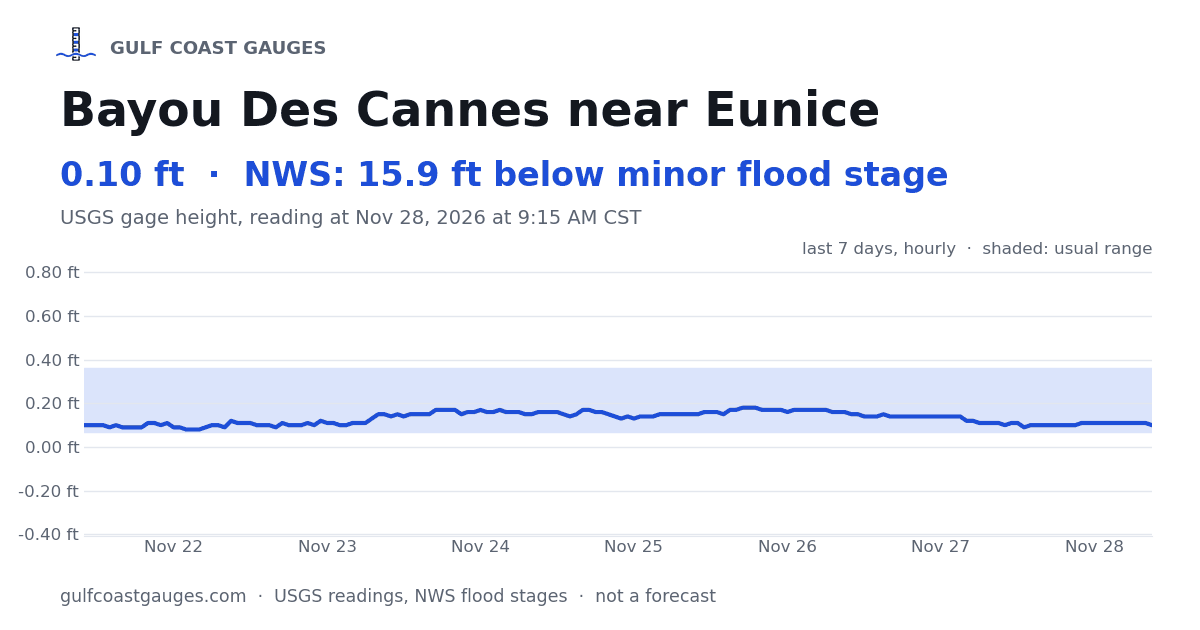 GULF COAST GAUGES
Bayou Des Cannes near Eunice
0.10 ft · NWS: 15.9 ft below minor flood stage
USGS gage height, reading at Nov 28, 2026 at 9:15 AM CST
last 7 days, hourly · shaded: usual range
0.80 ft
0.60 ft
0.40 ft
0.20 ft
0.00 ft
-0.20 ft
-0.40 ft
Nov 22 Nov 23 Nov 24 Nov 25 Nov 26 Nov 27 Nov 28
gulfcoastgauges.com · USGS readings, NWS flood stages · not a forecast